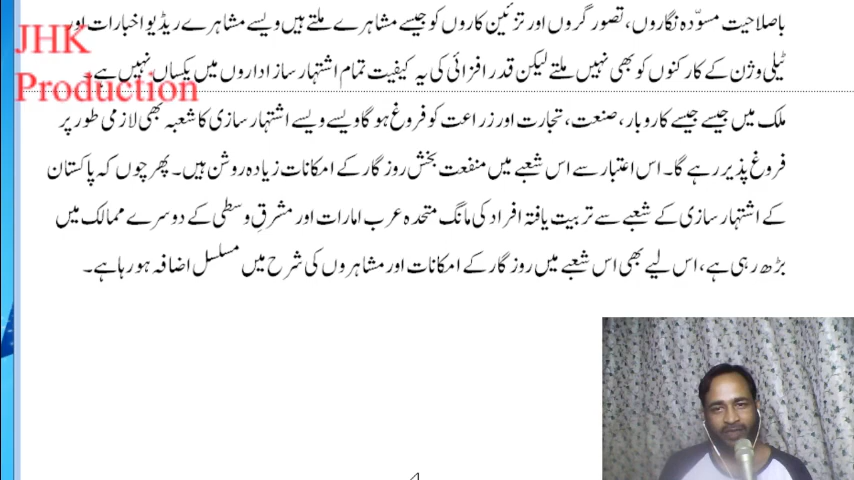 باصلاحیت مسوّدہ نگاروں، تصور گروں اور تزئین کاروں کو جیسے مشاہرے ملتے ہیں ویسے مشاہرے ریڈیو اخبارات اور
JHK
ٹیلی وژن کے کارکنوں کو بھی نہیں ملتے لیکن قدر افزائی کی یہ کیفیت تمام اشتہار ساز اداروں میں یکساں نہیں ہے۔
Production
ملک میں جیسے جیسے کاروبار، صنعت، تجارت اور زراعت کو فروغ ہو گا ویسے ویسے اشتہار سازی کا شعبہ بھی لازمی طور پر
فروغ پذیر رہے گا۔ اس اعتبار سے اس شعبے میں منفعت بخش روز گار کے امکانات زیادہ روشن ہیں۔ پھر چوں کہ پاکستان
کے اشتہار سازی کے شعبے سے تربیت یافتہ افراد کی مانگ متحدہ عرب امارات اور مشرقِ وسطی کے دوسرے ممالک میں
بڑھ رہی ہے، اس لیے بھی اس شعبے میں روز گار کے امکانات اور مشاہروں کی شرح میں مسلسل اضافہ ہو رہا ہے۔